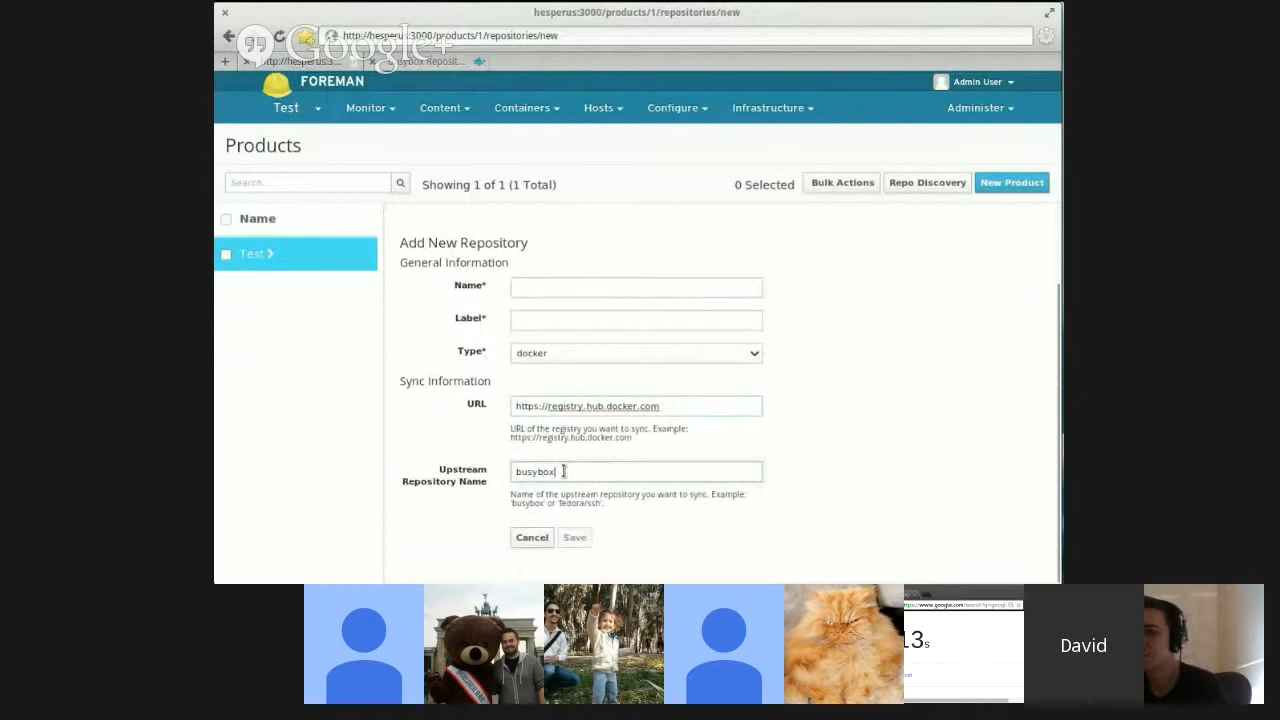 hesperus:3000/products/1/repositories/new
http://hesperus:3000/products/1/repositories/new
Google+
FOREMAN
Admin User
Test Monitor Content Containers Hosts Configure Infrastructure Administer
Products
Search... Showing 1 of 1 (1 Total) 0 Selected Bulk Actions Repo Discovery New Product
Name
Test
Add New Repository
General Information
Name*
Label*
Type* docker
Sync Information
URL https://registry.hub.docker.com
URL of the registry you want to sync. Example:
https://registry.hub.docker.com
Upstream
Repository Name
busybox
Name of the upstream repository you want to sync. Example:
'busybox' or 'fedora/ssh'.
Cancel Save
13s
David